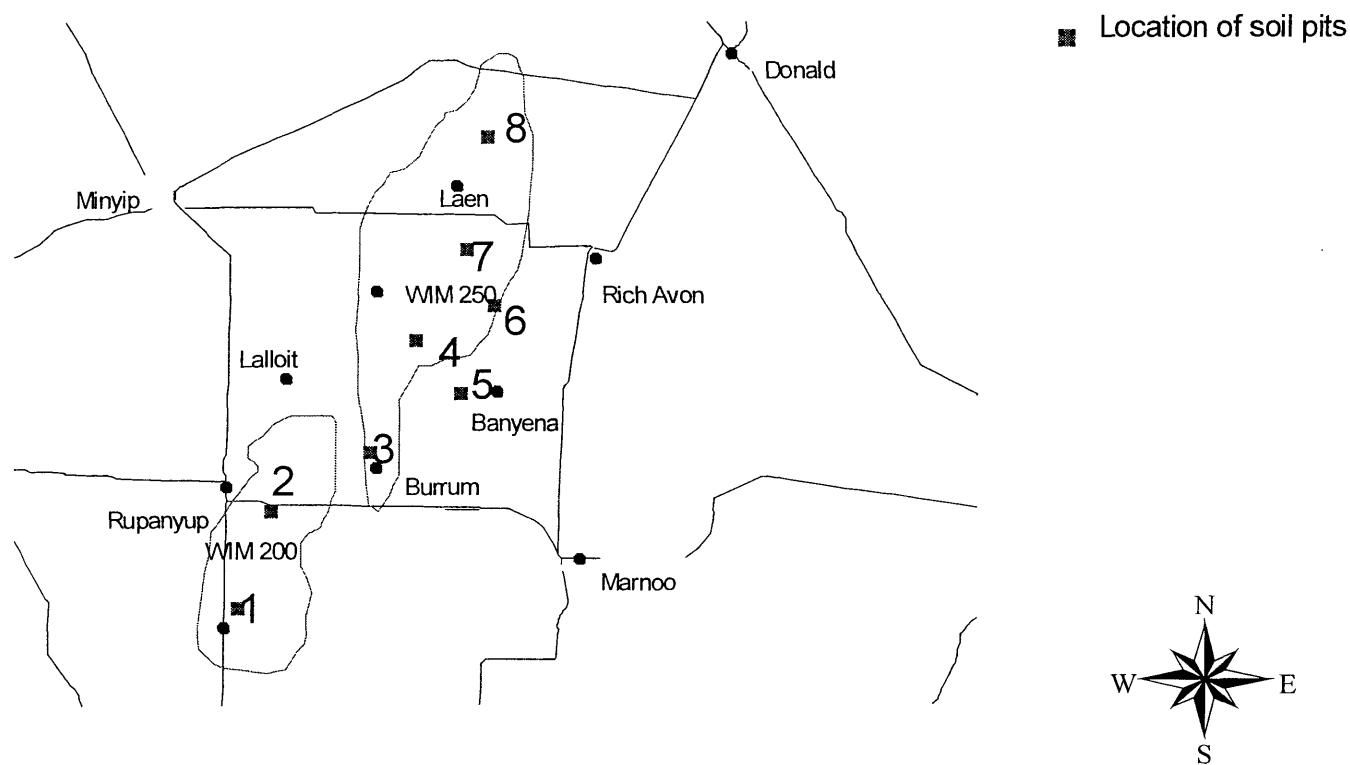 Location of soil pits
Donald
8
Minyip
Laen
7
WIM 250
Rich Avon
6
4
Lalloit
5
Banyena
3
2
Burrum
Rupanyup
WIM 200
Marnoo
1
N
W E
S